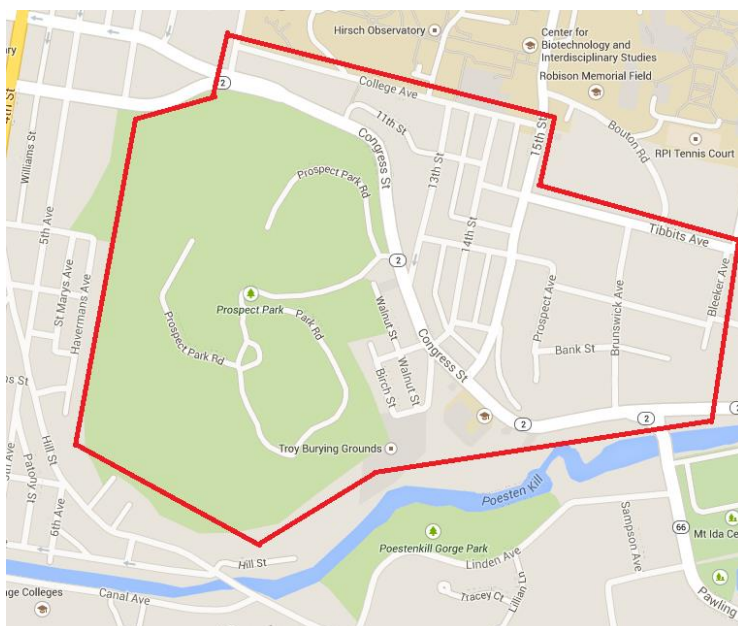 Hirsch Observatory
Center for
Biotechnology and
Interdisciplinary Studies
Robison Memorial Field
4th St
2
College Ave
11th St
15th St
Bouton Rd
RPI Tennis Court
Williams St
Congress St
13th St
Prospect Park Rd
5th Ave
14th St
Tibbits Ave
2
St Marys Ave
Havermans Ave
Prospect Park
Park Rd
Prospect Park Rd
Walnut St
Walnut St
Birch St
Congress St
Prospect Ave
Brunswick Ave
Bleeker Ave
Bank St
Hill St
2
2
2
Troy Burying Grounds
Patony St
6th Ave
Poesten Kill
Sampson Ave
66
Mt Ida Ce
Poestenkill Gorge Park
Linden Ave
Hill St
Lillian Ln
Tracey Ct
Canal Ave
Pawling